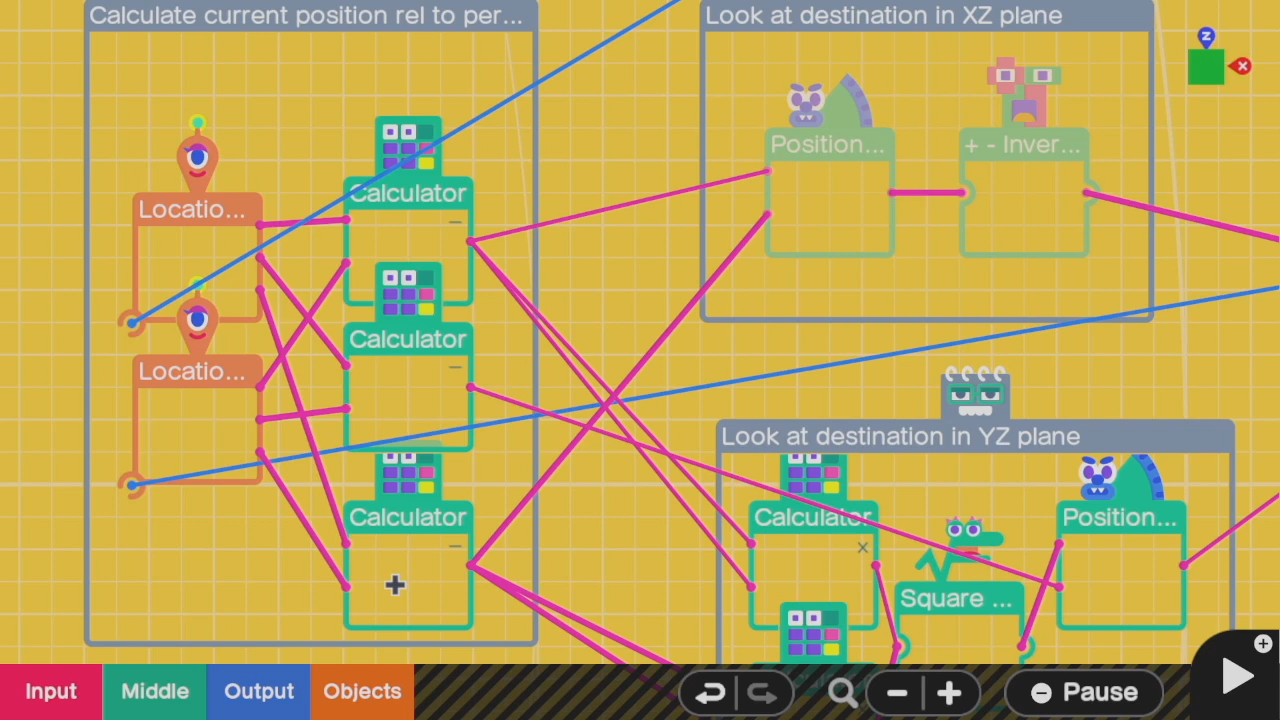 Calculate current position rel to per...
Look at destination in XZ plane
Z
X
Position...
+ - Inver...
Calculator
−
Locatio...
Calculator
−
Locatio...
Look at destination in YZ plane
Calculator
−
Calculator
×
Position...
Square ...
Input
Middle
Output
Objects
Pause